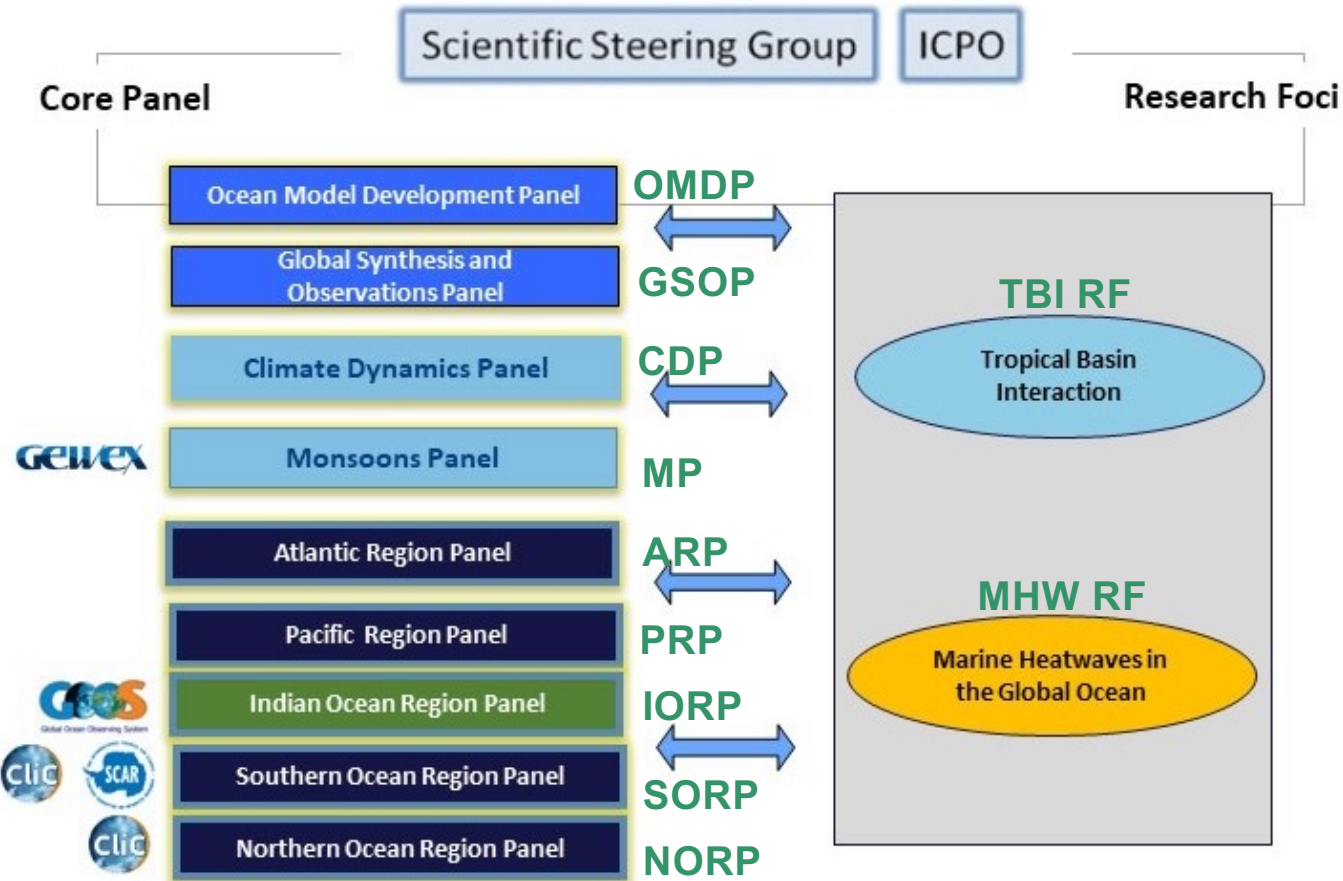 Scientific Steering Group
ICPO
Core Panel
Research Foci
Ocean Model Development Panel
OMDP
Global Synthesis and
Observations Panel
GSOP
TBI RF
Climate Dynamics Panel
CDP
Tropical Basin
Interaction
GEWEX
Monsoons Panel
MP
Atlantic Region Panel
ARP
MHW RF
Pacific Region Panel
PRP
Marine Heatwaves in
the Global Ocean
GOOS
Global Ocean Observing System
Indian Ocean Region Panel
IORP
clic
SCAR
Southern Ocean Region Panel
SORP
clic
Northern Ocean Region Panel
NORP